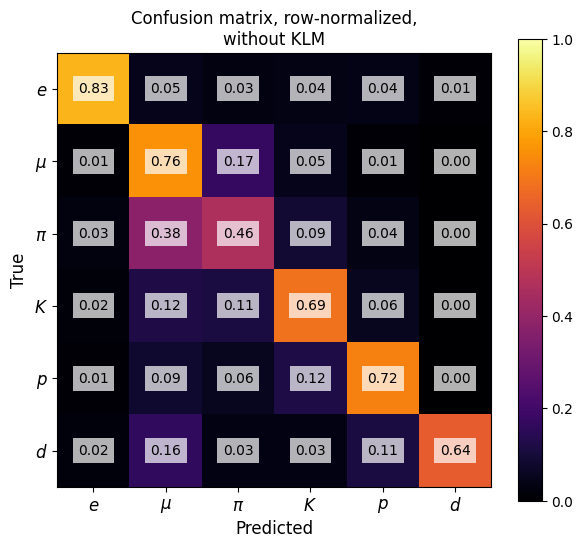 Confusion matrix, row-normalized,
without KLM
e 0.83 0.05 0.03 0.04 0.04 0.01
μ 0.01 0.76 0.17 0.05 0.01 0.00
π 0.03 0.38 0.46 0.09 0.04 0.00
K 0.02 0.12 0.11 0.69 0.06 0.00
p 0.01 0.09 0.06 0.12 0.72 0.00
d 0.02 0.16 0.03 0.03 0.11 0.64
e μ π K p d
Predicted
True
1.0
0.8
0.6
0.4
0.2
0.0